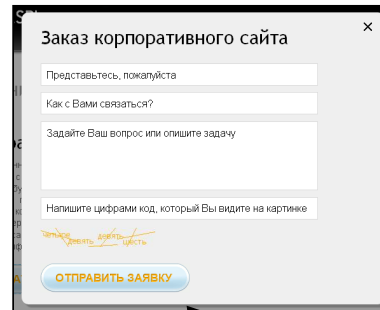 Заказ корпоративного сайта
Представьтесь, пожалуйста
Как с Вами связаться?
Задайте Ваш вопрос или опишите задачу
Напишите цифрами код, который Вы видите на картинке
четыре девять девять шесть
ОТПРАВИТЬ ЗАЯВКУ